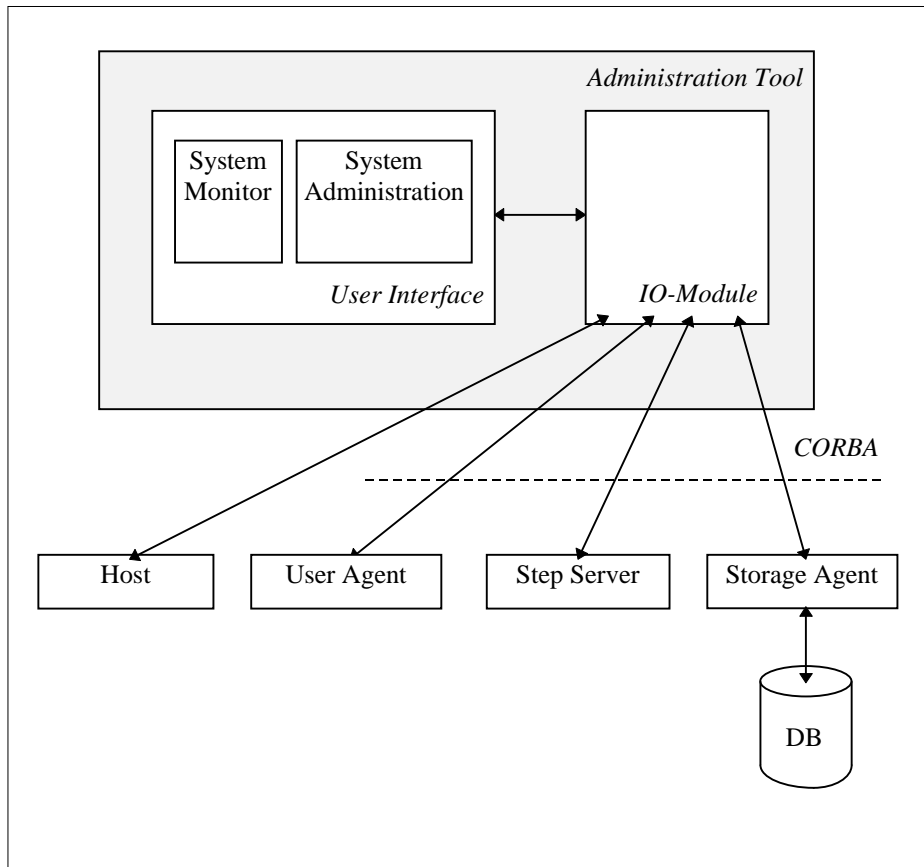 Administration Tool
System
Monitor
System
Administration
User Interface
IO-Module
CORBA
Host
User Agent
Step Server
Storage Agent
DB